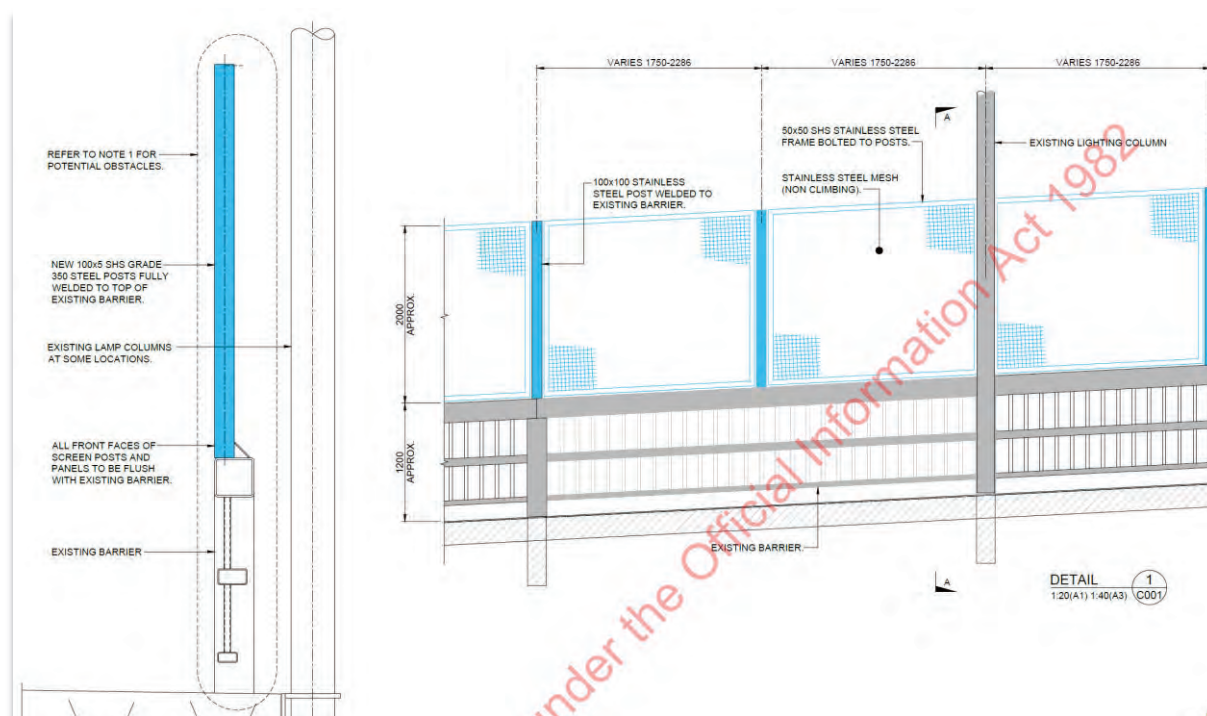 REFER TO NOTE 1 FOR
POTENTIAL OBSTACLES.
NEW 100x5 SHS GRADE
350 STEEL POSTS FULLY
WELDED TO TOP OF
EXISTING BARRIER.
EXISTING LAMP COLUMNS
AT SOME LOCATIONS.
ALL FRONT FACES OF
SCREEN POSTS AND
PANELS TO BE FLUSH
WITH EXISTING BARRIER.
EXISTING BARRIER
VARIES 1750-2286
VARIES 1750-2286
VARIES 1750-2286
A
50x50 SHS STAINLESS STEEL
FRAME BOLTED TO POSTS.
EXISTING LIGHTING COLUMN
STAINLESS STEEL MESH
(NON CLIMBING).
100x100 STAINLESS
STEEL POST WELDED TO
EXISTING BARRIER.
2000
APPROX.
1200
APPROX.
EXISTING BARRIER
A
DETAIL
1:20(A1) 1:40(A3)
1
C001
under the Official Information Act 1982